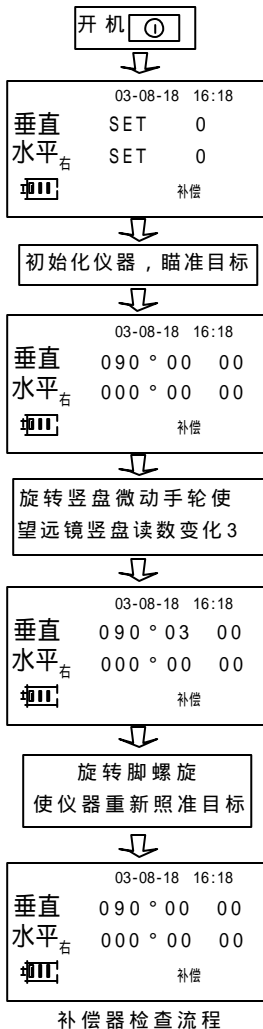 开机
03-08-18 16:18
垂直 SET 0
水平右 SET 0
补偿
初始化仪器，瞄准目标
03-08-18 16:18
垂直 090°00 00
水平右 000°00 00
补偿
旋转竖盘微动手轮使
望远镜竖盘读数变化3
03-08-18 16:18
垂直 090°03 00
水平右 000°00 00
补偿
旋转脚螺旋
使仪器重新照准目标
03-08-18 16:18
垂直 090°00 00
水平右 000°00 00
补偿
补偿器检查流程